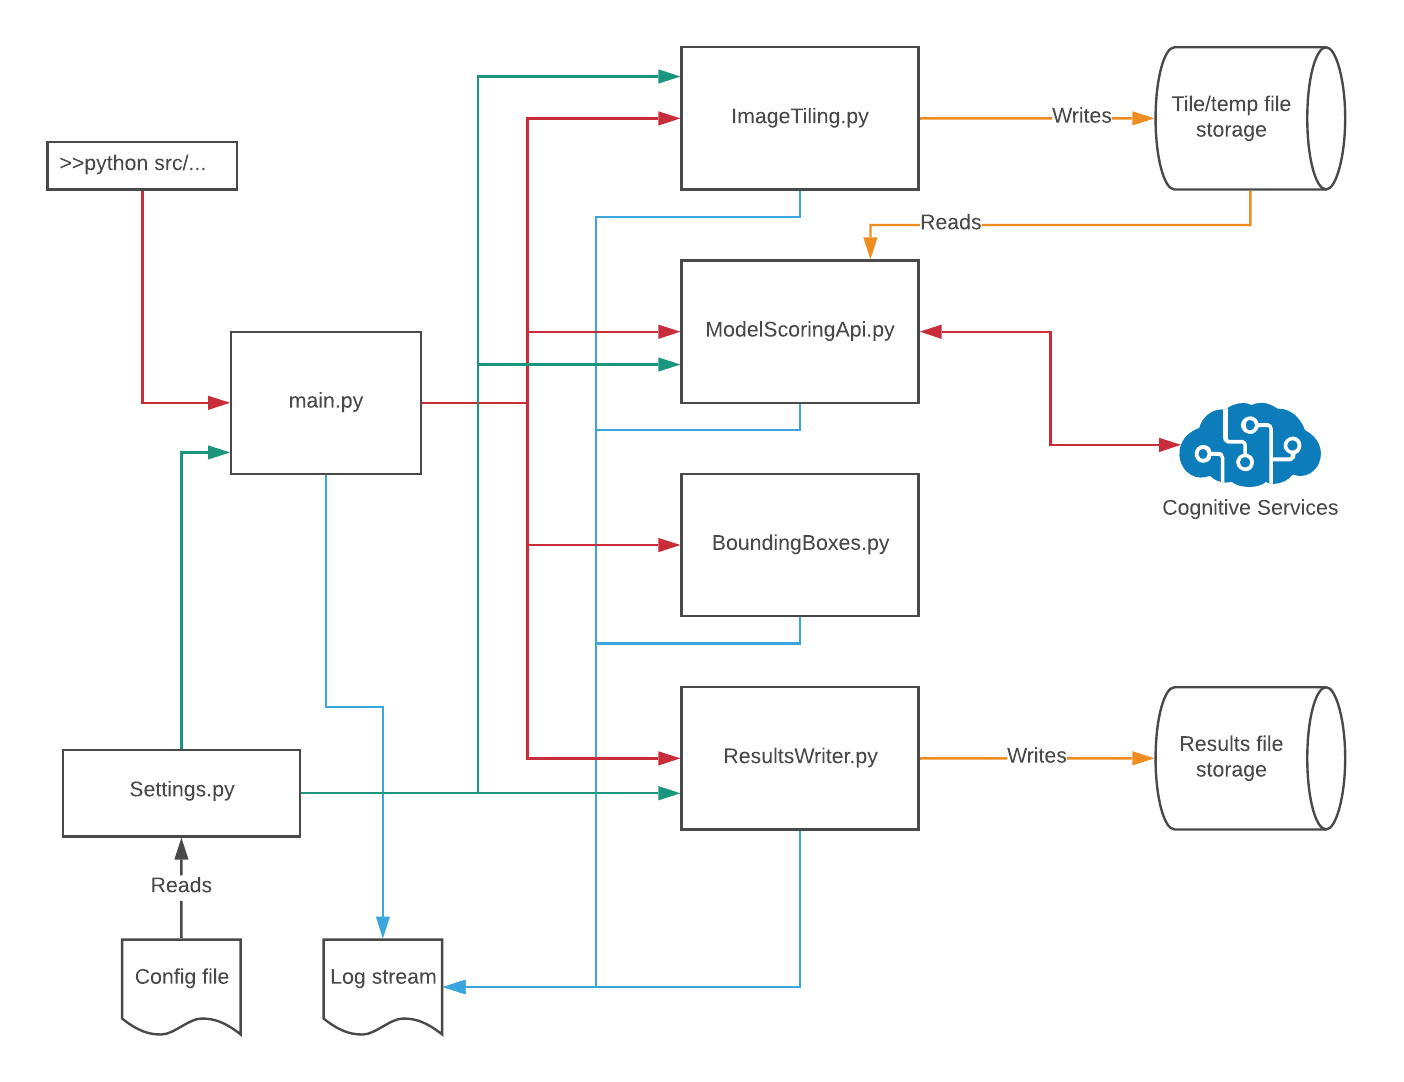 ImageTiling.py
Writes
Tile/temp file
storage
>>python src/...
Reads
ModelScoringApi.py
main.py
Cognitive Services
BoundingBoxes.py
ResultsWriter.py
Writes
Results file
storage
Settings.py
Reads
Config file
Log stream